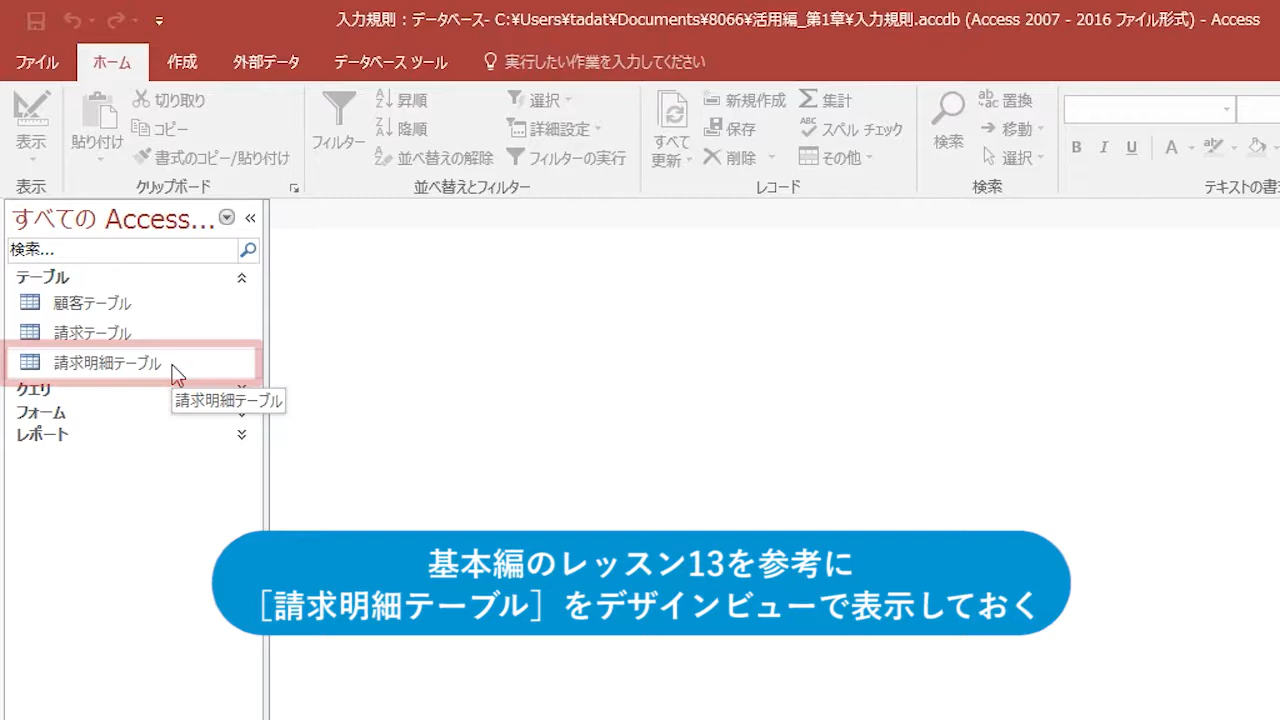 入力規則：データベース- C:¥Users¥tadat¥Documents¥8066¥活用編_第1章¥入力規則.accdb (Access 2007 - 2016 ファイル形式) - Access
ファイル ホーム 作成 外部データ データベース ツール 実行したい作業を入力してください
表示
表示
貼り付け
切り取り
コピー
書式のコピー/貼り付け
クリップボード
フィルター
昇順
降順
並べ替えの解除
選択
詳細設定
フィルターの実行
並べ替えとフィルター
すべて
更新
新規作成
保存
削除
集計
スペル チェック
その他
レコード
検索
置換
移動
選択
検索
B I U A
テキストの書
すべての Access...
検索...
テーブル
顧客テーブル
請求テーブル
請求明細テーブル
請求明細テーブル
クエリ
フォーム
レポート
基本編のレッスン13を参考に
［請求明細テーブル］をデザインビューで表示しておく